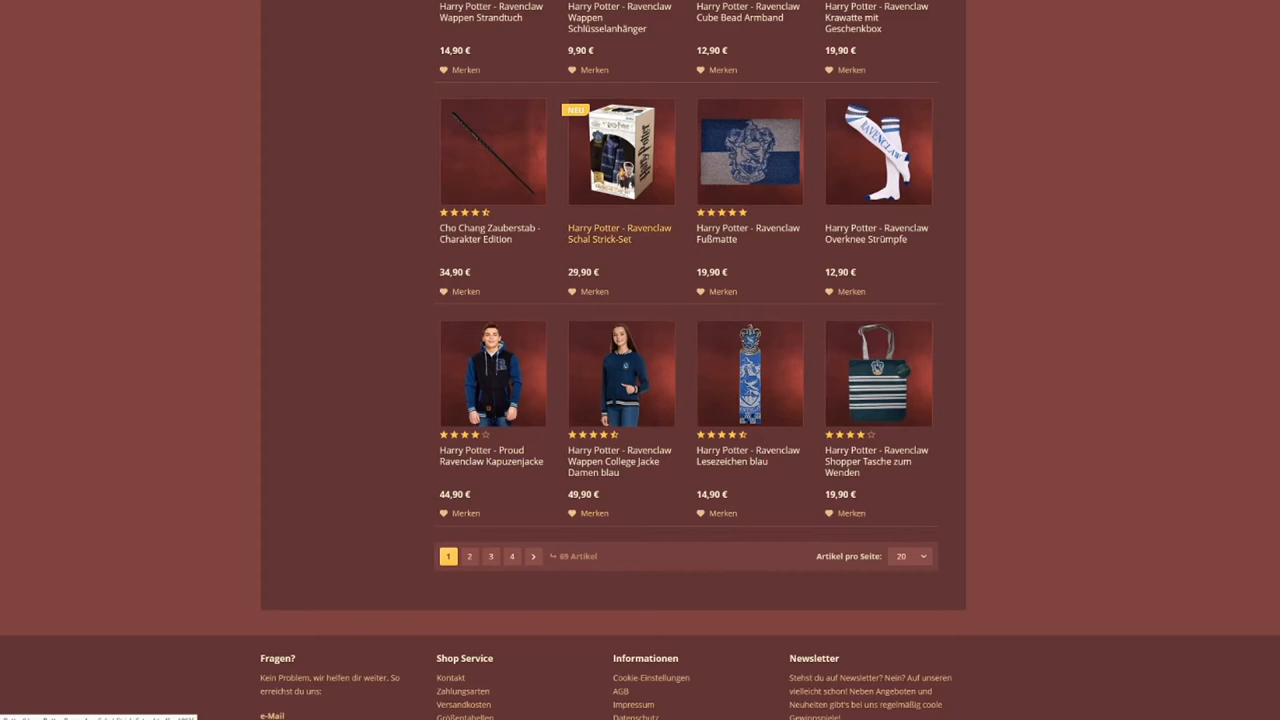 Harry Potter - Ravenclaw
Wappen Strandtuch
14,90 €
Merken
Harry Potter - Ravenclaw
Wappen
Schlüsselanhänger
9,90 €
Merken
Harry Potter - Ravenclaw
Cube Bead Armband
12,90 €
Merken
Harry Potter - Ravenclaw
Krawatte mit
Geschenkbox
19,90 €
Merken
Cho Chang Zauberstab -
Charakter Edition
34,90 €
Merken
NEU
Harry Potter
Harry Potter - Ravenclaw
Schal Strick-Set
29,90 €
Merken
Harry Potter - Ravenclaw
Fußmatte
19,90 €
Merken
RAVENCLAW
Harry Potter - Ravenclaw
Overknee Strümpfe
12,90 €
Merken
Harry Potter - Proud
Ravenclaw Kapuzenjacke
44,90 €
Merken
Harry Potter - Ravenclaw
Wappen College Jacke
Damen blau
49,90 €
Merken
Harry Potter - Ravenclaw
Lesezeichen blau
14,90 €
Merken
Harry Potter - Ravenclaw
Shopper Tasche zum
Wenden
19,90 €
Merken
1 2 3 4 > 69 Artikel
Artikel pro Seite: 20
Fragen?
Kein Problem, wir helfen dir weiter. So
erreichst du uns:
e-Mail
Shop Service
Kontakt
Zahlungsarten
Versandkosten
Größentabellen
Informationen
Cookie-Einstellungen
AGB
Impressum
Datenschutz
Newsletter
Stehst du auf Newsletter? Nein? Auf unseren
vielleicht schon! Neben Angeboten und
Neuheiten gibt's bei uns regelmäßig coole
Gewinnspiele!